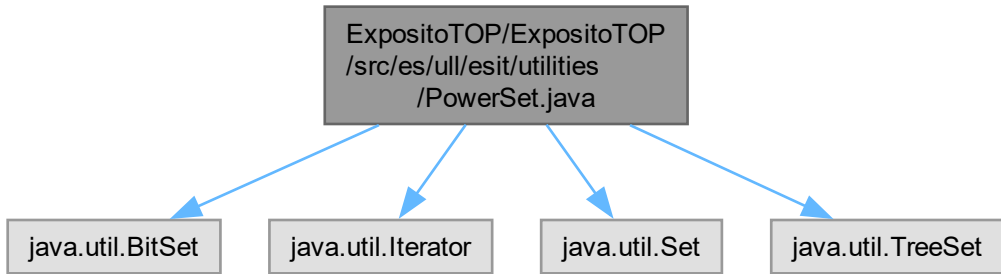 ExpositoTOP/ExpositoTOP
/src/es/ull/esit/utilities
/PowerSet.java
java.util.BitSet
java.util.Iterator
java.util.Set
java.util.TreeSet